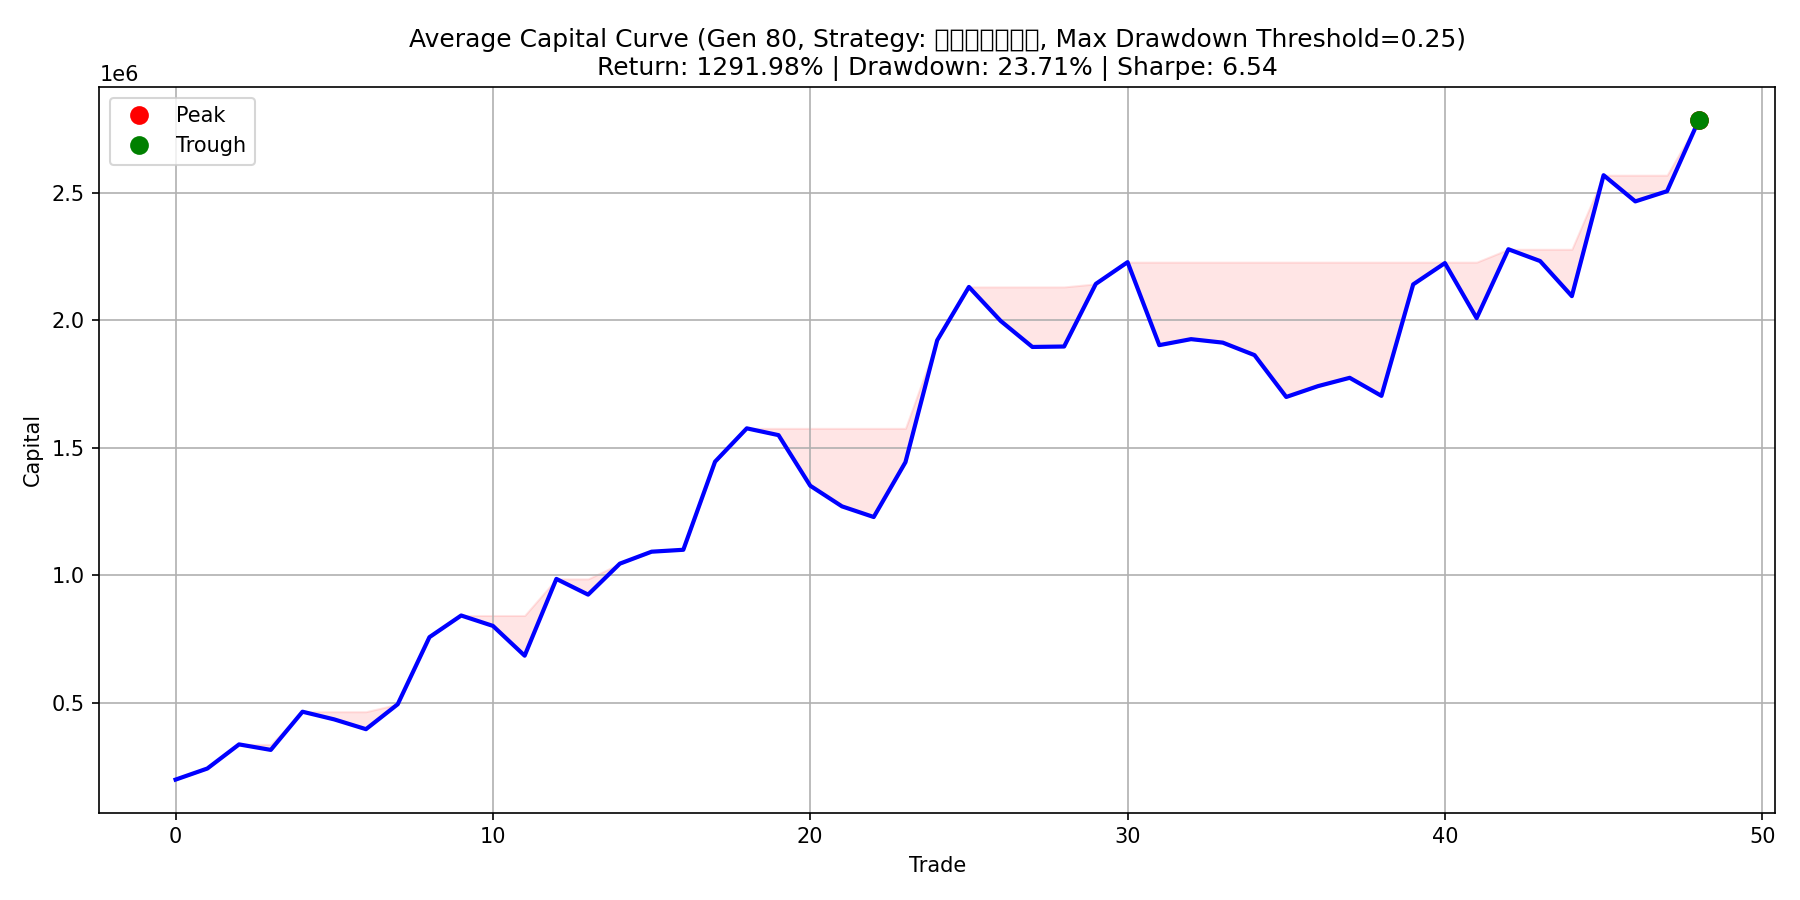 Average Capital Curve (Gen 80, Strategy: □□□□□□□, Max Drawdown Threshold=0.25)
Return: 1291.98% | Drawdown: 23.71% | Sharpe: 6.54
1e6
Peak
Trough
2.5
2.0
1.5
1.0
0.5
Capital
0
10
20
30
40
50
Trade